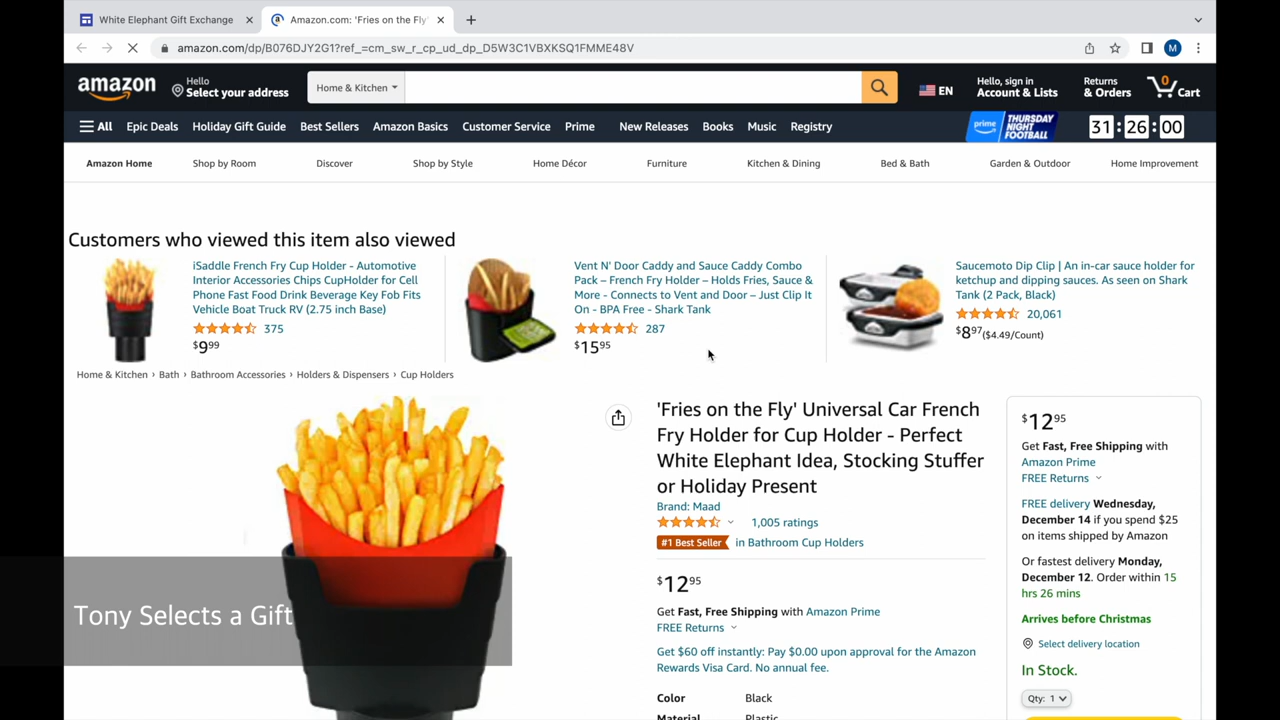 White Elephant Gift Exchange
Amazon.com: 'Fries on the Fly'
amazon.com/dp/B076DJY2G1?ref_=cm_sw_r_cp_ud_dp_D5W3C1VBXKSQ1FMME48V
M
amazon
Hello
Select your address
Home & Kitchen
EN
Hello, sign in
Account & Lists
Returns
& Orders
0
Cart
All
Epic Deals
Holiday Gift Guide
Best Sellers
Amazon Basics
Customer Service
Prime
New Releases
Books
Music
Registry
prime
THURSDAY
NIGHT
FOOTBALL
31:26:00
Amazon Home
Shop by Room
Discover
Shop by Style
Home Décor
Furniture
Kitchen & Dining
Bed & Bath
Garden & Outdoor
Home Improvement
Customers who viewed this item also viewed
iSaddle French Fry Cup Holder - Automotive
Interior Accessories Chips CupHolder for Cell
Phone Fast Food Drink Beverage Key Fob Fits
Vehicle Boat Truck RV (2.75 inch Base)
375
$9.99
Vent N' Door Caddy and Sauce Caddy Combo
Pack – French Fry Holder – Holds Fries, Sauce &
More - Connects to Vent and Door – Just Clip It
On - BPA Free - Shark Tank
287
$15.95
Saucemoto Dip Clip | An in-car sauce holder for
ketchup and dipping sauces. As seen on Shark
Tank (2 Pack, Black)
20,061
$8.97 ($4.49/Count)
Home & Kitchen › Bath › Bathroom Accessories › Holders & Dispensers › Cup Holders
'Fries on the Fly' Universal Car French
Fry Holder for Cup Holder - Perfect
White Elephant Idea, Stocking Stuffer
or Holiday Present
Brand: Maad
1,005 ratings
#1 Best Seller in Bathroom Cup Holders
$12.95
Get Fast, Free Shipping with Amazon Prime
FREE Returns
Get $60 off instantly: Pay $0.00 upon approval for the Amazon
Rewards Visa Card. No annual fee.
Color Black
Material Plastic
$12.95
Get Fast, Free Shipping with
Amazon Prime
FREE Returns
FREE delivery Wednesday,
December 14 if you spend $25
on items shipped by Amazon
Or fastest delivery Monday,
December 12. Order within 15
hrs 26 mins
Arrives before Christmas
Select delivery location
In Stock.
Qty: 1
Tony Selects a Gift